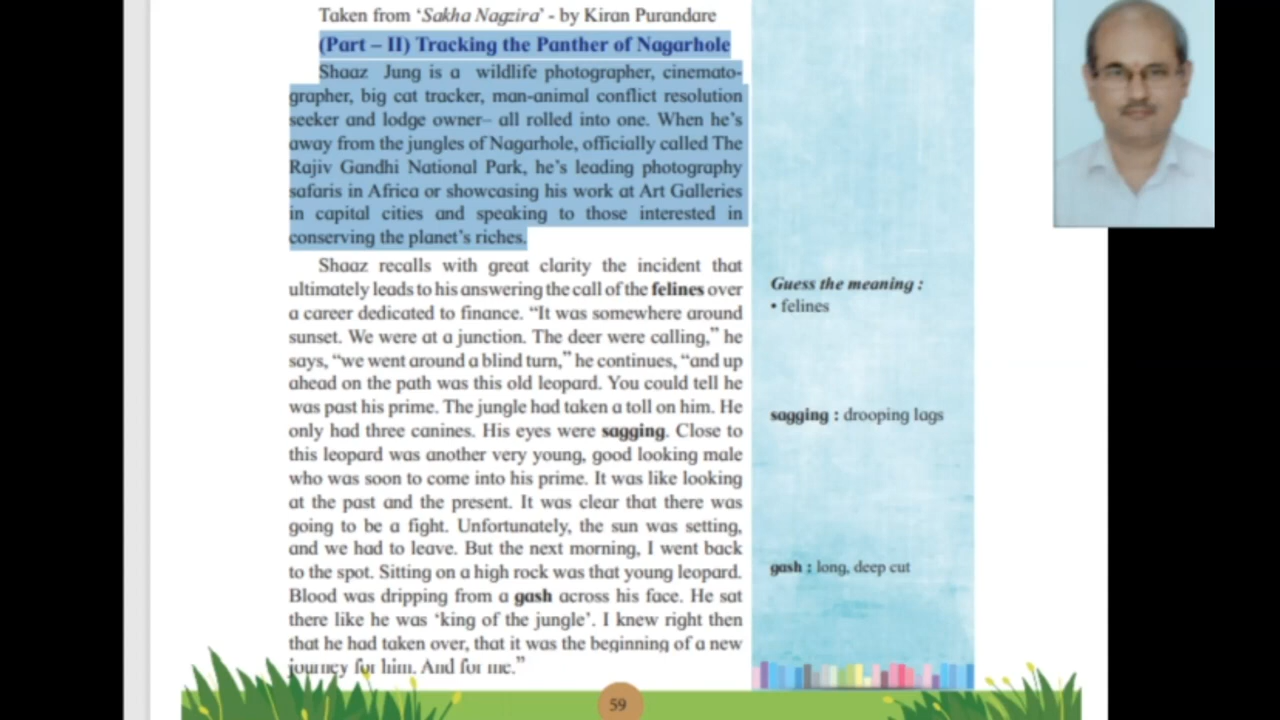 Taken from ‘Sakha Nagzira’ - by Kiran Purandare
(Part – II) Tracking the Panther of Nagarhole
Shaaz Jung is a wildlife photographer, cinemato-
grapher, big cat tracker, man-animal conflict resolution
seeker and lodge owner– all rolled into one. When he’s
away from the jungles of Nagarhole, officially called The
Rajiv Gandhi National Park, he’s leading photography
safaris in Africa or showcasing his work at Art Galleries
in capital cities and speaking to those interested in
conserving the planet’s riches.
Shaaz recalls with great clarity the incident that
ultimately leads to his answering the call of the felines over
a career dedicated to finance. “It was somewhere around
sunset. We were at a junction. The deer were calling,” he
says, “we went around a blind turn,” he continues, “and up
ahead on the path was this old leopard. You could tell he
was past his prime. The jungle had taken a toll on him. He
only had three canines. His eyes were sagging. Close to
this leopard was another very young, good looking male
who was soon to come into his prime. It was like looking
at the past and the present. It was clear that there was
going to be a fight. Unfortunately, the sun was setting,
and we had to leave. But the next morning, I went back
to the spot. Sitting on a high rock was that young leopard.
Blood was dripping from a gash across his face. He sat
there like he was ‘king of the jungle’. I knew right then
that he had taken over, that it was the beginning of a new
journey for him. And for me.”
Guess the meaning :
• felines
sagging : drooping lags
gash : long, deep cut
59